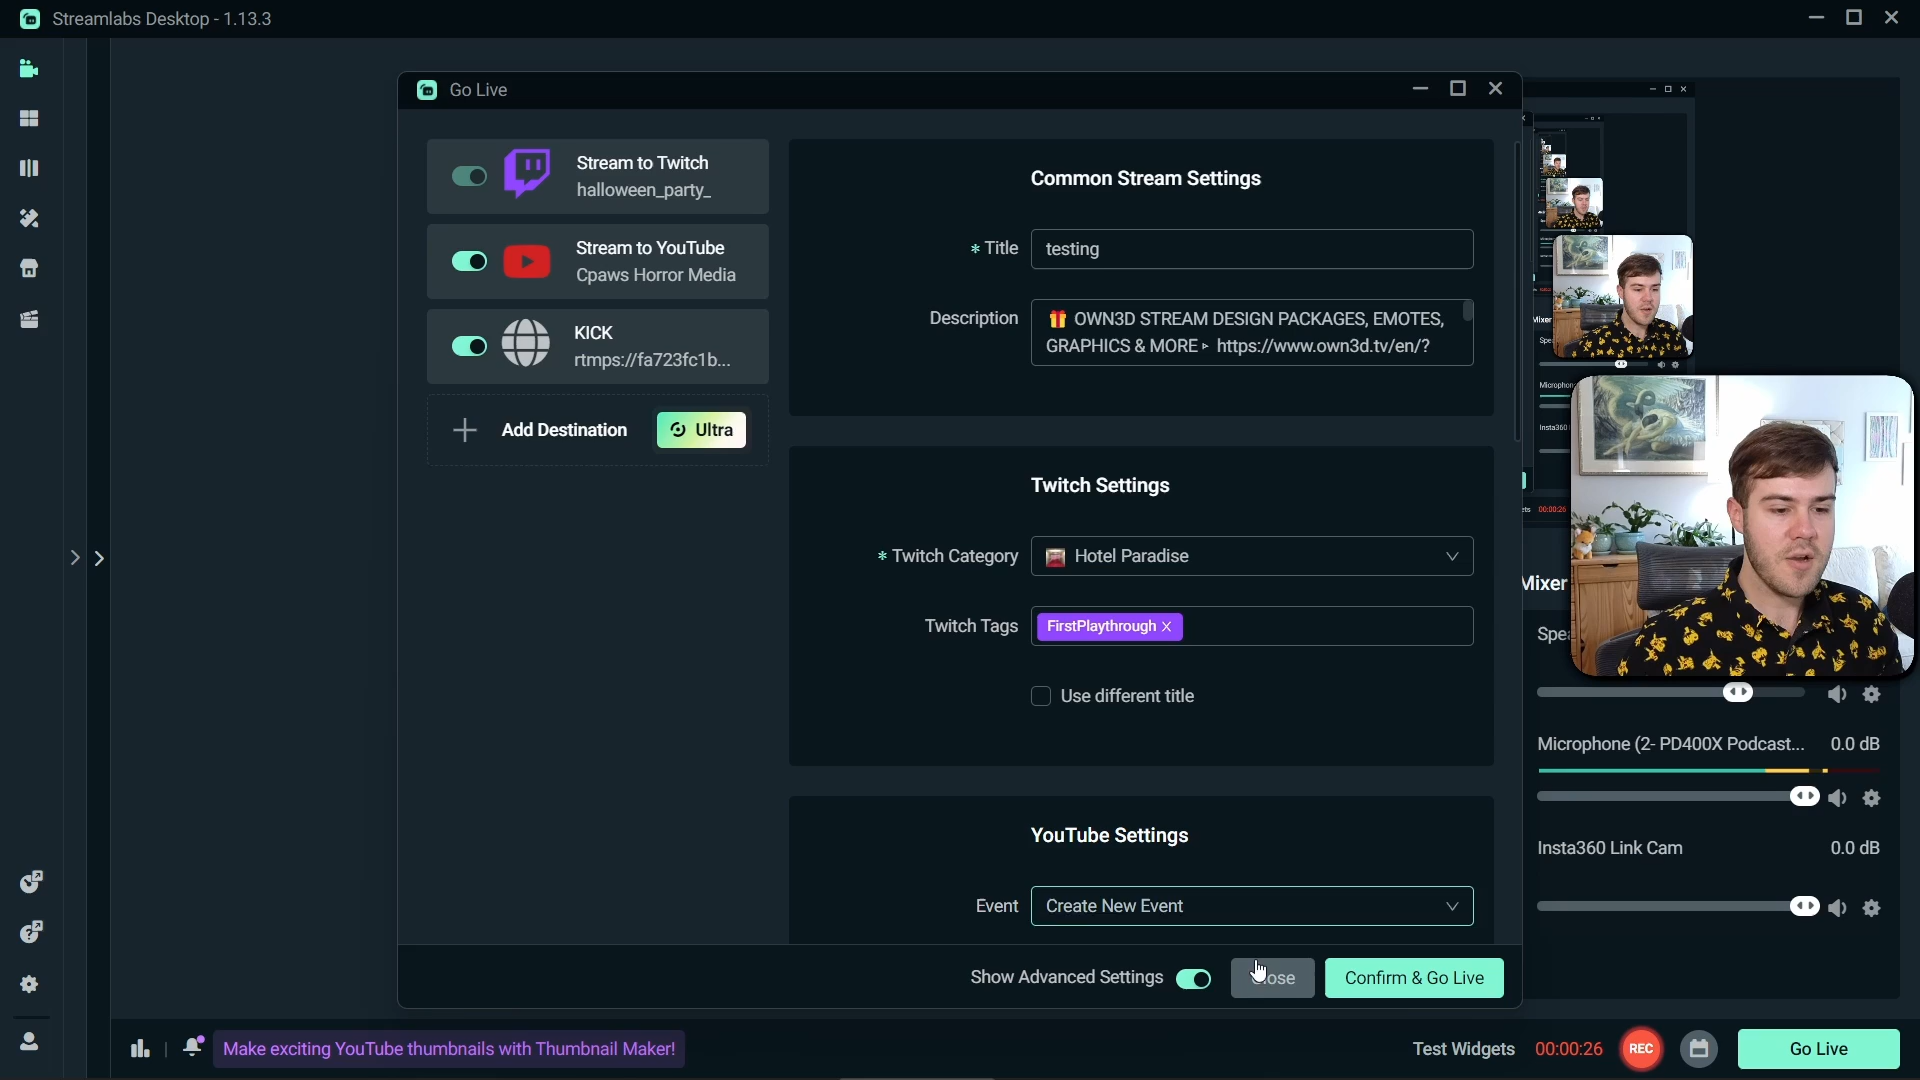 Streamlabs Desktop - 1.13.3
Go Live
Stream to Twitch
halloween_party_
Stream to YouTube
Cpaws Horror Media
KICK
rtmps://fa723fc1b...
Add Destination
Ultra
Common Stream Settings
* Title
testing
Description
🎁 OWN3D STREAM DESIGN PACKAGES, EMOTES,
GRAPHICS & MORE ▹ https://www.own3d.tv/en/?
Twitch Settings
* Twitch Category
Hotel Paradise
Twitch Tags
FirstPlaythrough ×
Use different title
YouTube Settings
Event
Create New Event
Show Advanced Settings
Confirm & Go Live
Mixer
Microphone (2- PD400X Podcast...
0.0 dB
Insta360 Link Cam
0.0 dB
Make exciting YouTube thumbnails with Thumbnail Maker!
Test Widgets
00:00:26
REC
Go Live